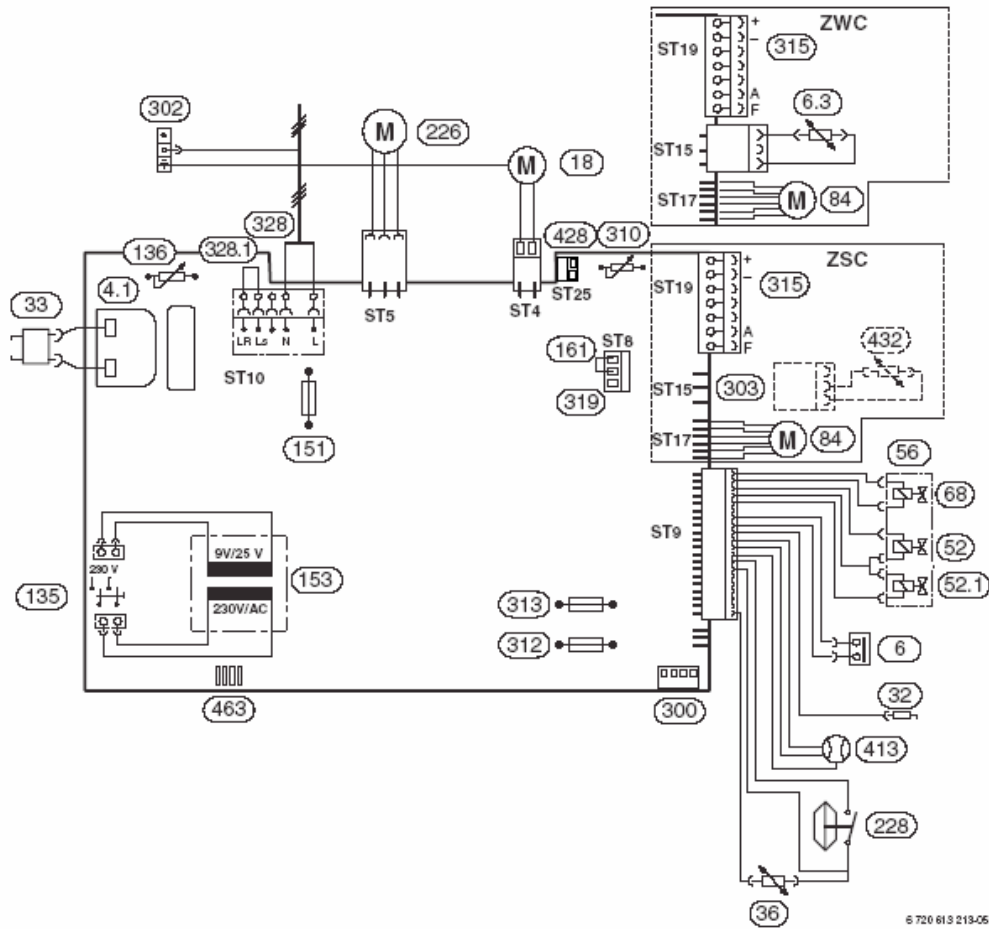 ZWC
ST19
+
–
315
A
F
6.3
ST15
ST17
M
84
302
M
226
M
18
328
136
328.1
428
310
4.1
33
ST5
ST4
ST25
LR
Ls
N
L
ST10
151
161
ST8
319
ZSC
ST19
+
–
315
A
F
432
ST15
303
ST17
M
84
56
68
ST9
52
52.1
9V/25 V
230 V
153
135
230V/AC
313
312
6
463
300
32
413
228
36
6 720 613 213-05